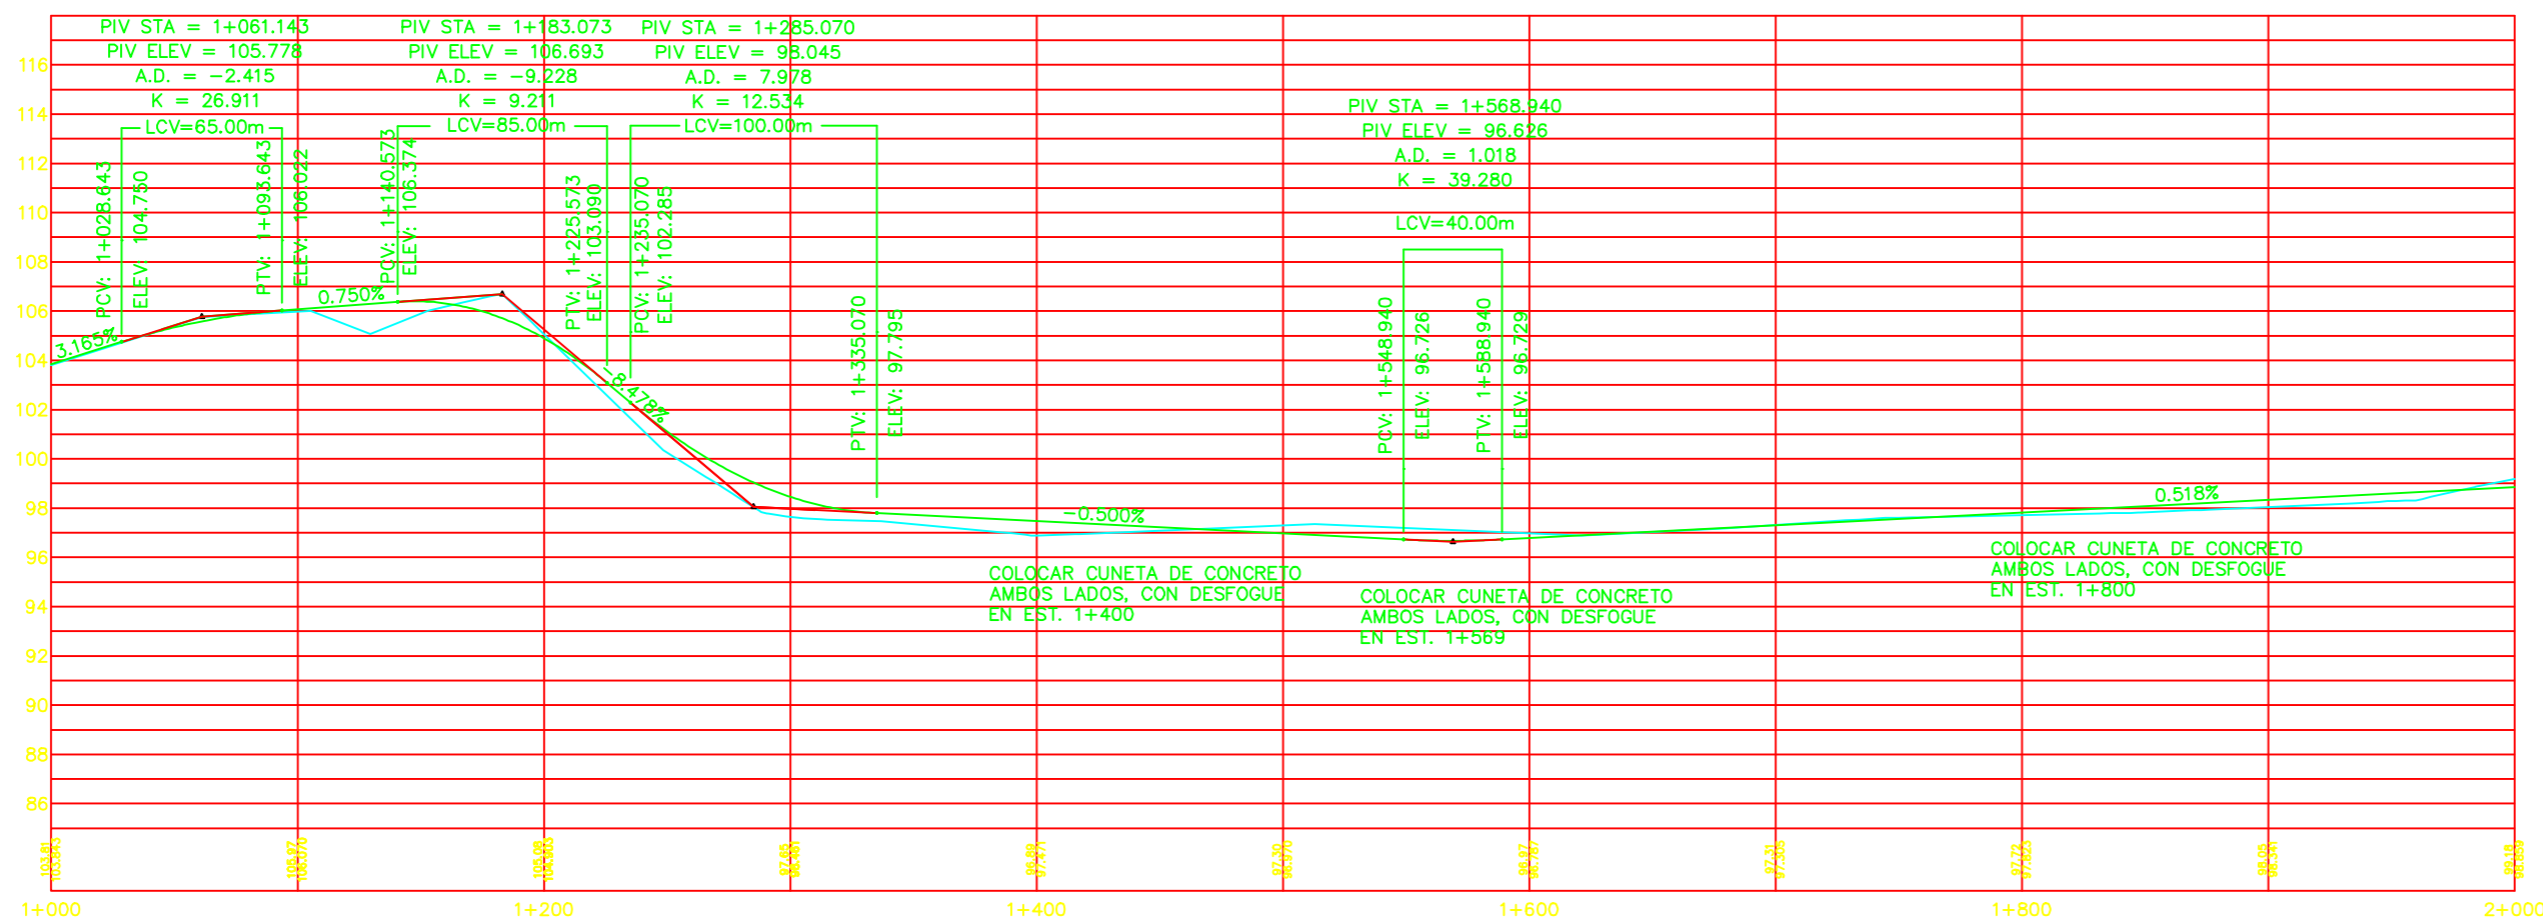 PIV STA = 1+061.143
PIV ELEV = 105.778
A.D. = -2.415
K = 26.911
LCV=65.00m
PIV STA = 1+183.073
PIV ELEV = 106.693
A.D. = -9.228
K = 9.211
LCV=85.00m
PIV STA = 1+285.070
PIV ELEV = 98.045
A.D. = 7.978
K = 12.534
LCV=100.00m
PIV STA = 1+568.940
PIV ELEV = 96.626
A.D. = 1.018
K = 39.280
LCV=40.00m
PCV: 1+028.643
ELEV: 104.750
PTV: 1+093.643
ELEV: 106.022
PCV: 1+140.573
ELEV: 106.374
PTV: 1+225.573
ELEV: 103.090
PCV: 1+235.070
ELEV: 102.285
PTV: 1+335.070
ELEV: 97.795
PCV: 1+548.940
ELEV: 96.726
PTV: 1+588.940
ELEV: 96.729
3.165%
0.750%
-8.478%
-0.500%
0.518%
COLOCAR CUNETA DE CONCRETO
AMBOS LADOS, CON DESFOGUE
EN EST. 1+400
COLOCAR CUNETA DE CONCRETO
AMBOS LADOS, CON DESFOGUE
EN EST. 1+569
COLOCAR CUNETA DE CONCRETO
AMBOS LADOS, CON DESFOGUE
EN EST. 1+800
116
114
112
110
108
106
104
102
100
98
96
94
92
90
88
86
1+000
1+200
1+400
1+600
1+800
2+000